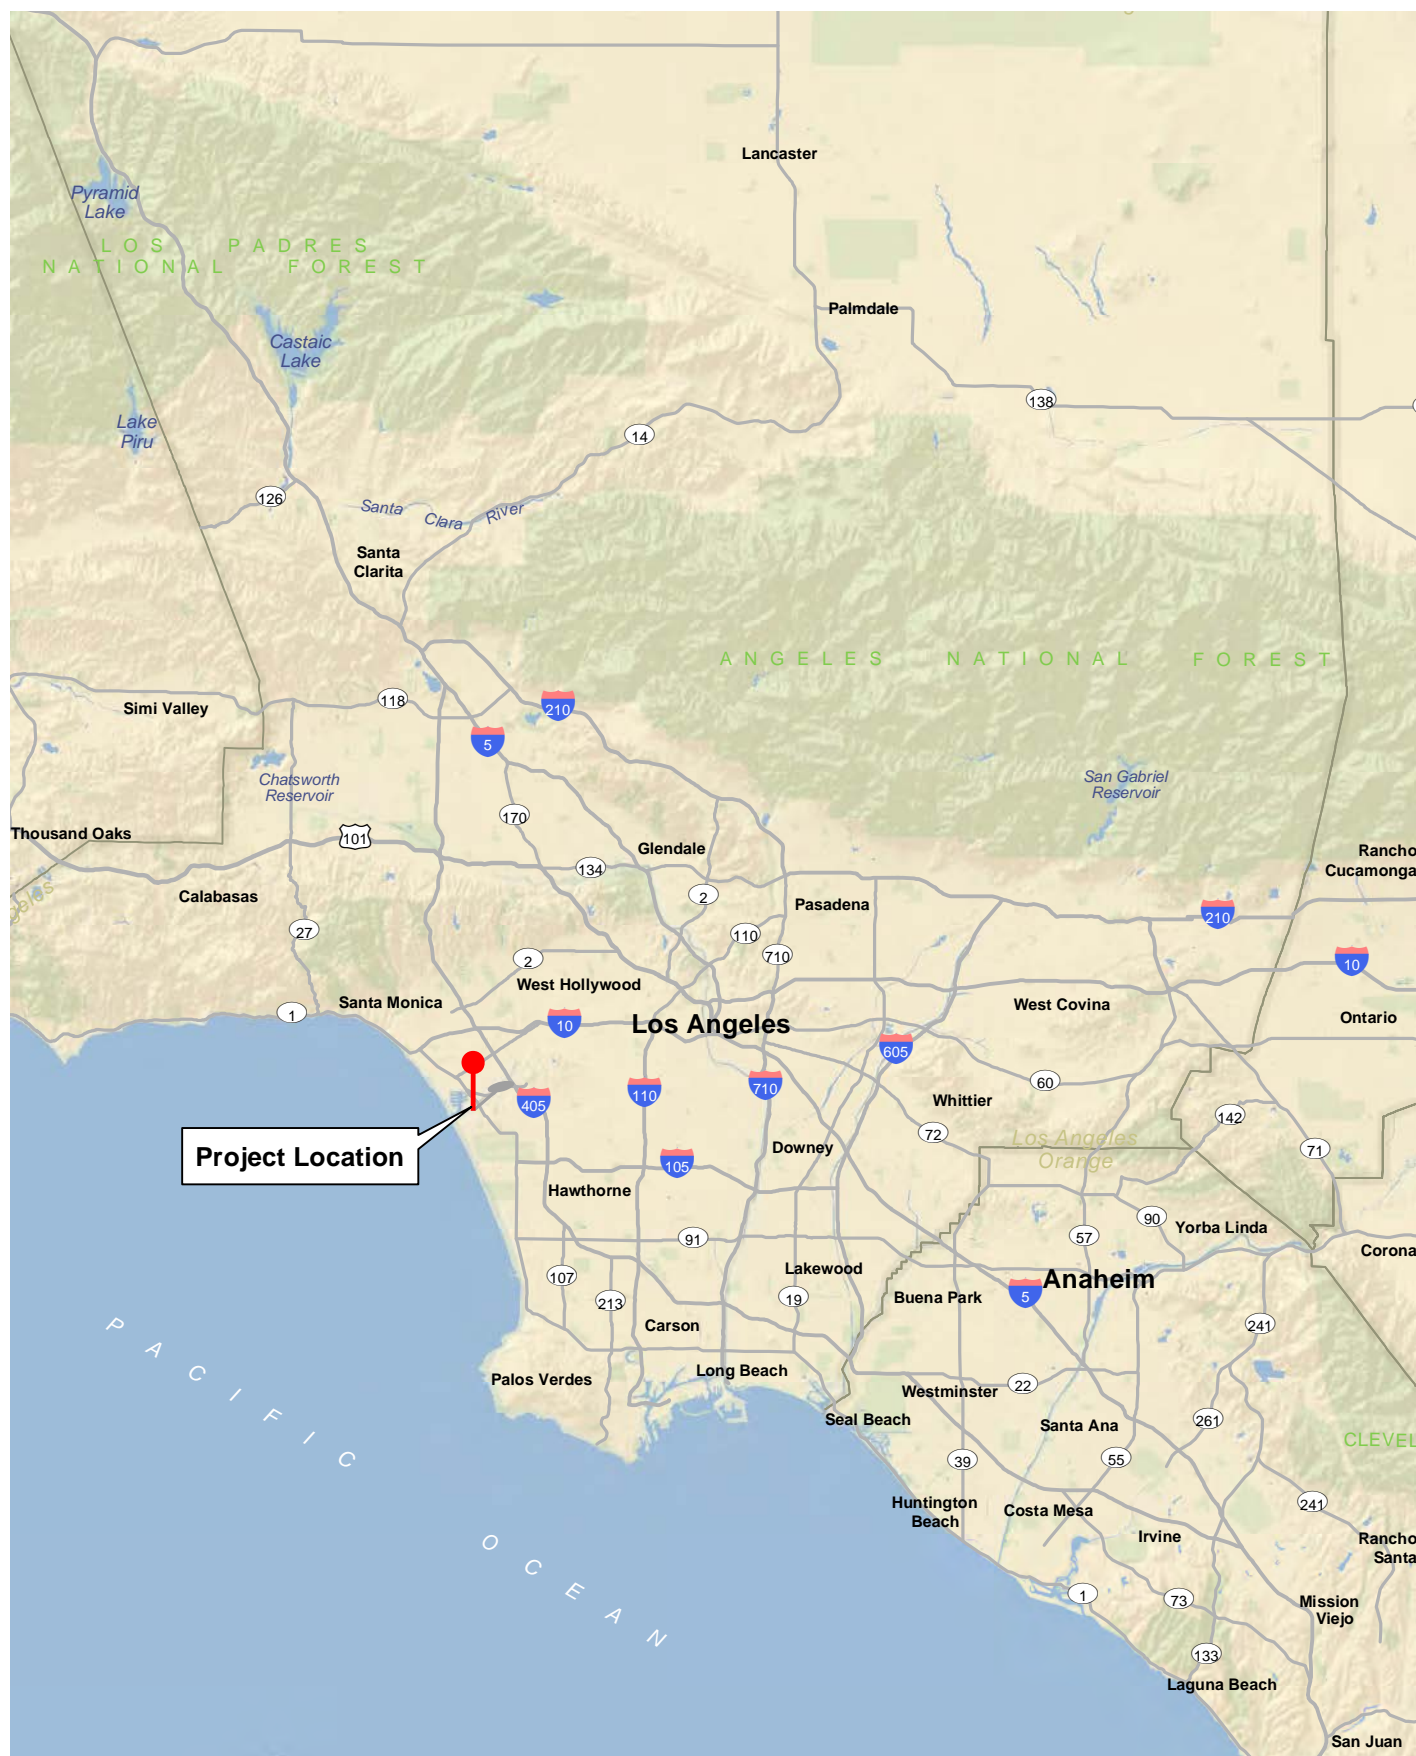 Lancaster
Pyramid
Lake
LOS PADRES
NATIONAL FOREST
Palmdale
Castaic
Lake
138
Lake
Piru
14
126
Santa Clara River
Santa
Clarita
ANGELES NATIONAL FOREST
118
Simi Valley
210
5
Chatsworth
Reservoir
San Gabriel
Reservoir
170
Thousand Oaks
101
Glendale
Rancho
Cucamonga
134
Calabasas
2
Pasadena
210
27
110
710
2
10
West Hollywood
Santa Monica
West Covina
1
10
Los Angeles
Ontario
605
60
405
110
710
Whittier
142
72
Los Angeles
Orange
71
Project Location
Downey
105
Hawthorne
90
Yorba Linda
91
57
Corona
Lakewood
107
Anaheim
213
19
Buena Park
5
Carson
241
PACIFIC
Long Beach
Palos Verdes
Westminster
22
Seal Beach
Santa Ana
261
CLEVEL
39
55
Huntington
Beach
Costa Mesa
241
Irvine
Rancho
Santa
OCEAN
1
73
Mission
Viejo
133
Laguna Beach
San Juan